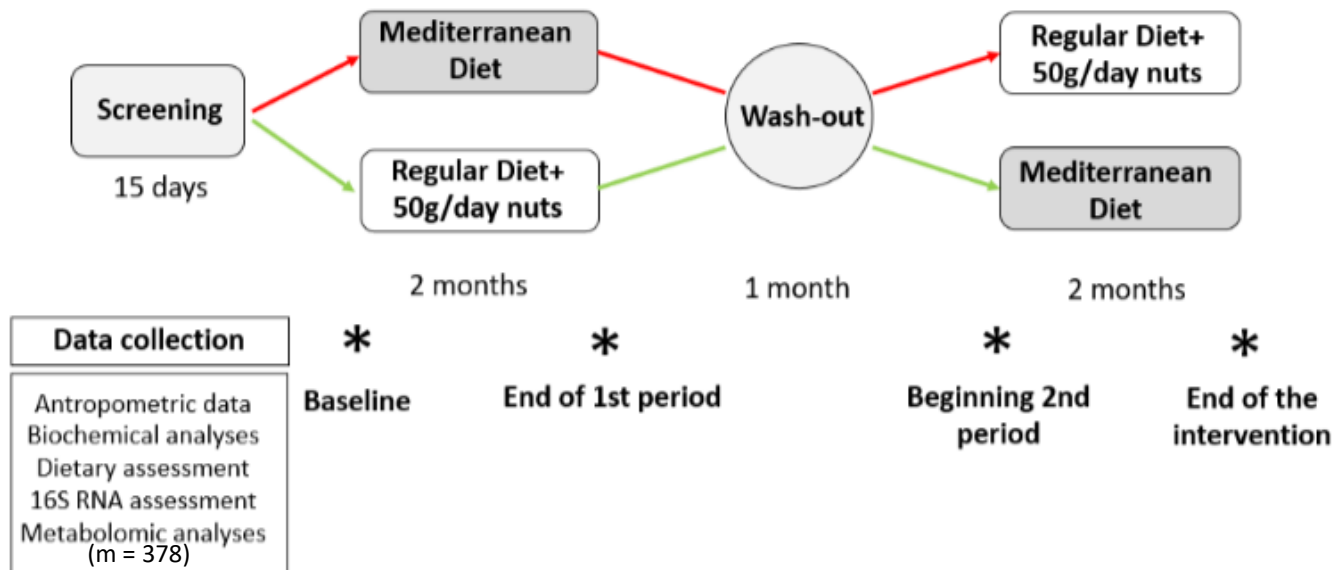 Mediterranean
Diet
Regular Diet+
50g/day nuts
Screening
Wash-out
15 days
Regular Diet+
50g/day nuts
Mediterranean
Diet
2 months
1 month
2 months
Data collection
*
*
*
*
Baseline
End of 1st period
Beginning 2nd
period
End of the
intervention
Antropometric data
Biochemical analyses
Dietary assessment
16S RNA assessment
Metabolomic analyses
(m = 378)